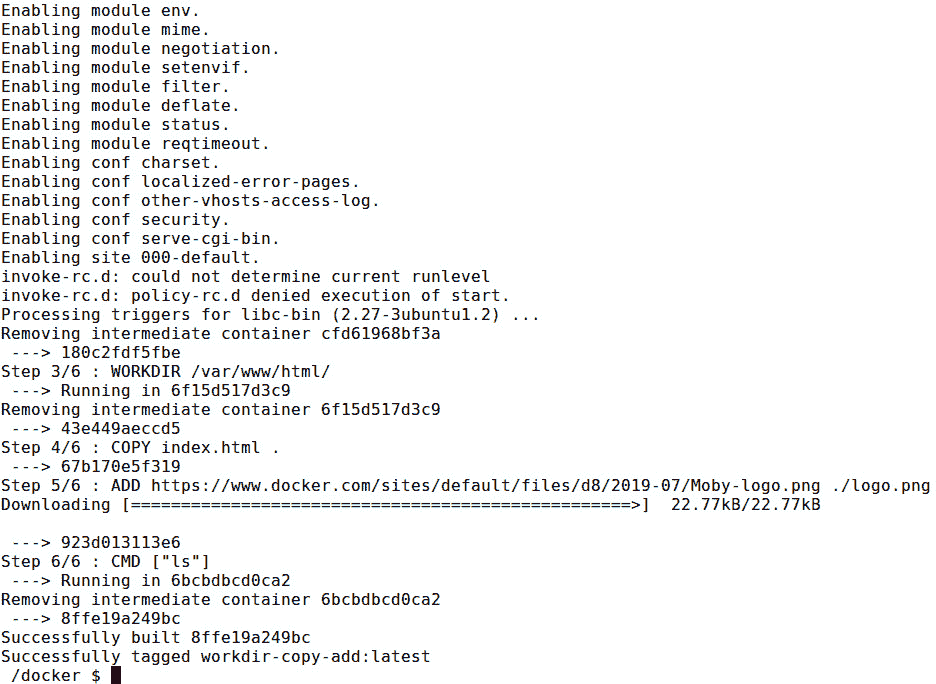 Enabling module env.
Enabling module mime.
Enabling module negotiation.
Enabling module setenvif.
Enabling module filter.
Enabling module deflate.
Enabling module status.
Enabling module reqtimeout.
Enabling conf charset.
Enabling conf localized-error-pages.
Enabling conf other-vhosts-access-log.
Enabling conf security.
Enabling conf serve-cgi-bin.
Enabling site 000-default.
invoke-rc.d: could not determine current runlevel
invoke-rc.d: policy-rc.d denied execution of start.
Processing triggers for libc-bin (2.27-3ubuntu1.2) ...
Removing intermediate container cfd61968bf3a
 ---> 180c2fdf5fbe
Step 3/6 : WORKDIR /var/www/html/
 ---> Running in 6f15d517d3c9
Removing intermediate container 6f15d517d3c9
 ---> 43e449aeccd5
Step 4/6 : COPY index.html .
 ---> 67b170e5f319
Step 5/6 : ADD https://www.docker.com/sites/default/files/d8/2019-07/Moby-logo.png ./logo.png
Downloading [==================================================>]  22.77kB/22.77kB
 ---> 923d013113e6
Step 6/6 : CMD ["ls"]
 ---> Running in 6bcbdbcd0ca2
Removing intermediate container 6bcbdbcd0ca2
 ---> 8ffe19a249bc
Successfully built 8ffe19a249bc
Successfully tagged workdir-copy-add:latest
 /docker $